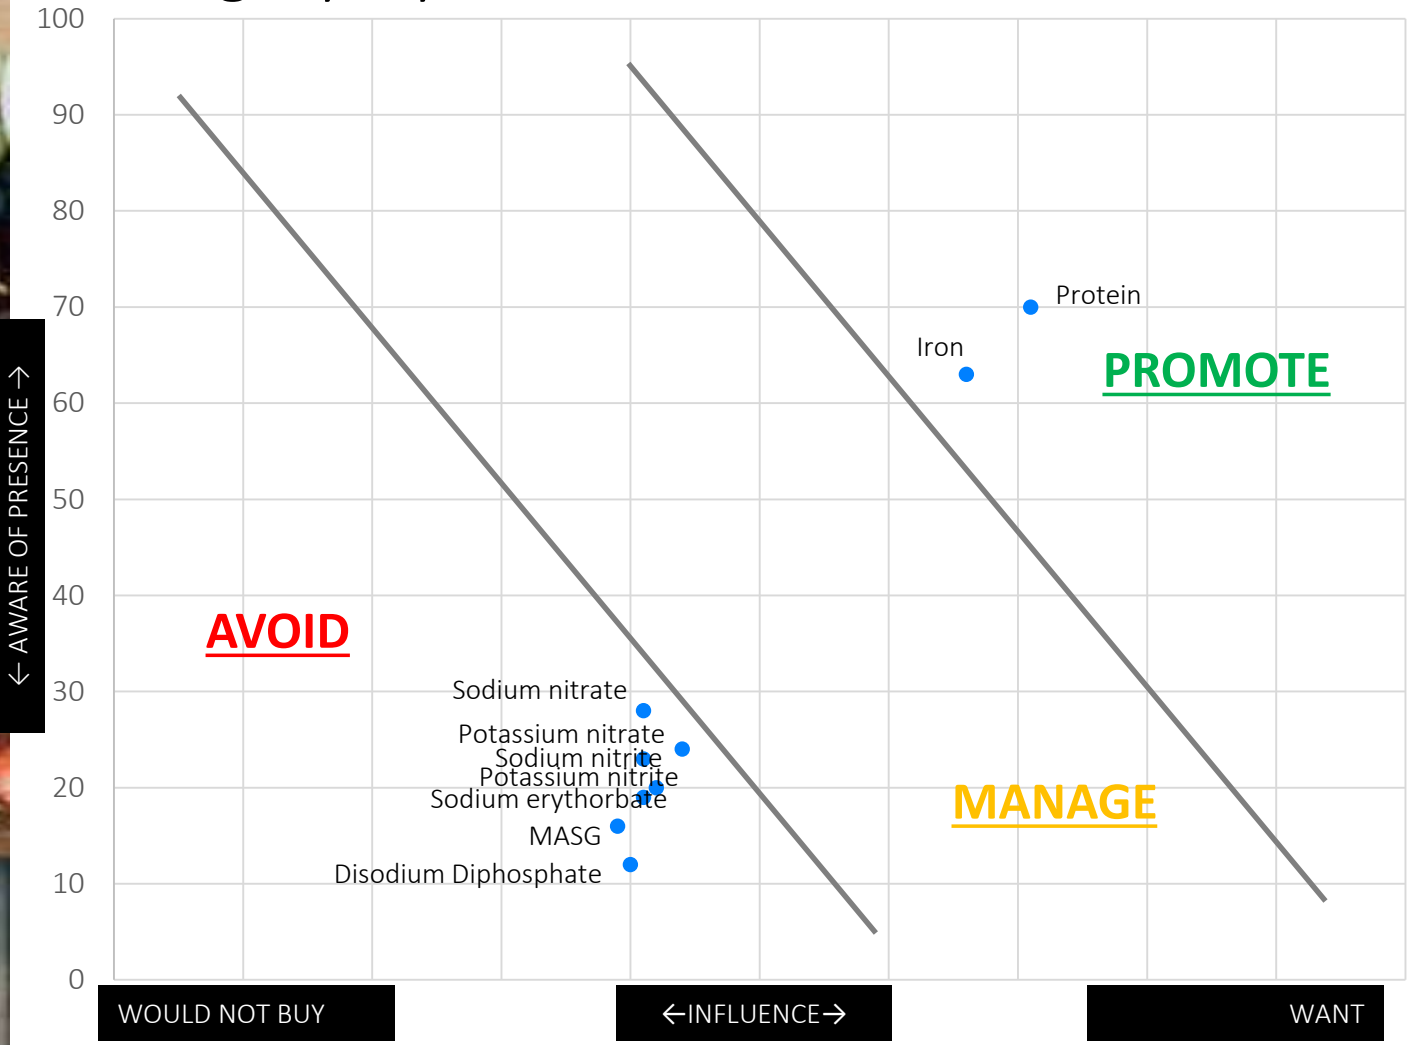 100
90
80
70
60
50
40
30
20
10
0
← AWARE OF PRESENCE →
Protein
Iron
PROMOTE
AVOID
Sodium nitrate
Potassium nitrate
Sodium nitrite
Potassium nitrite
Sodium erythorbate
MANAGE
MASG
Disodium Diphosphate
WOULD NOT BUY
←INFLUENCE→
WANT